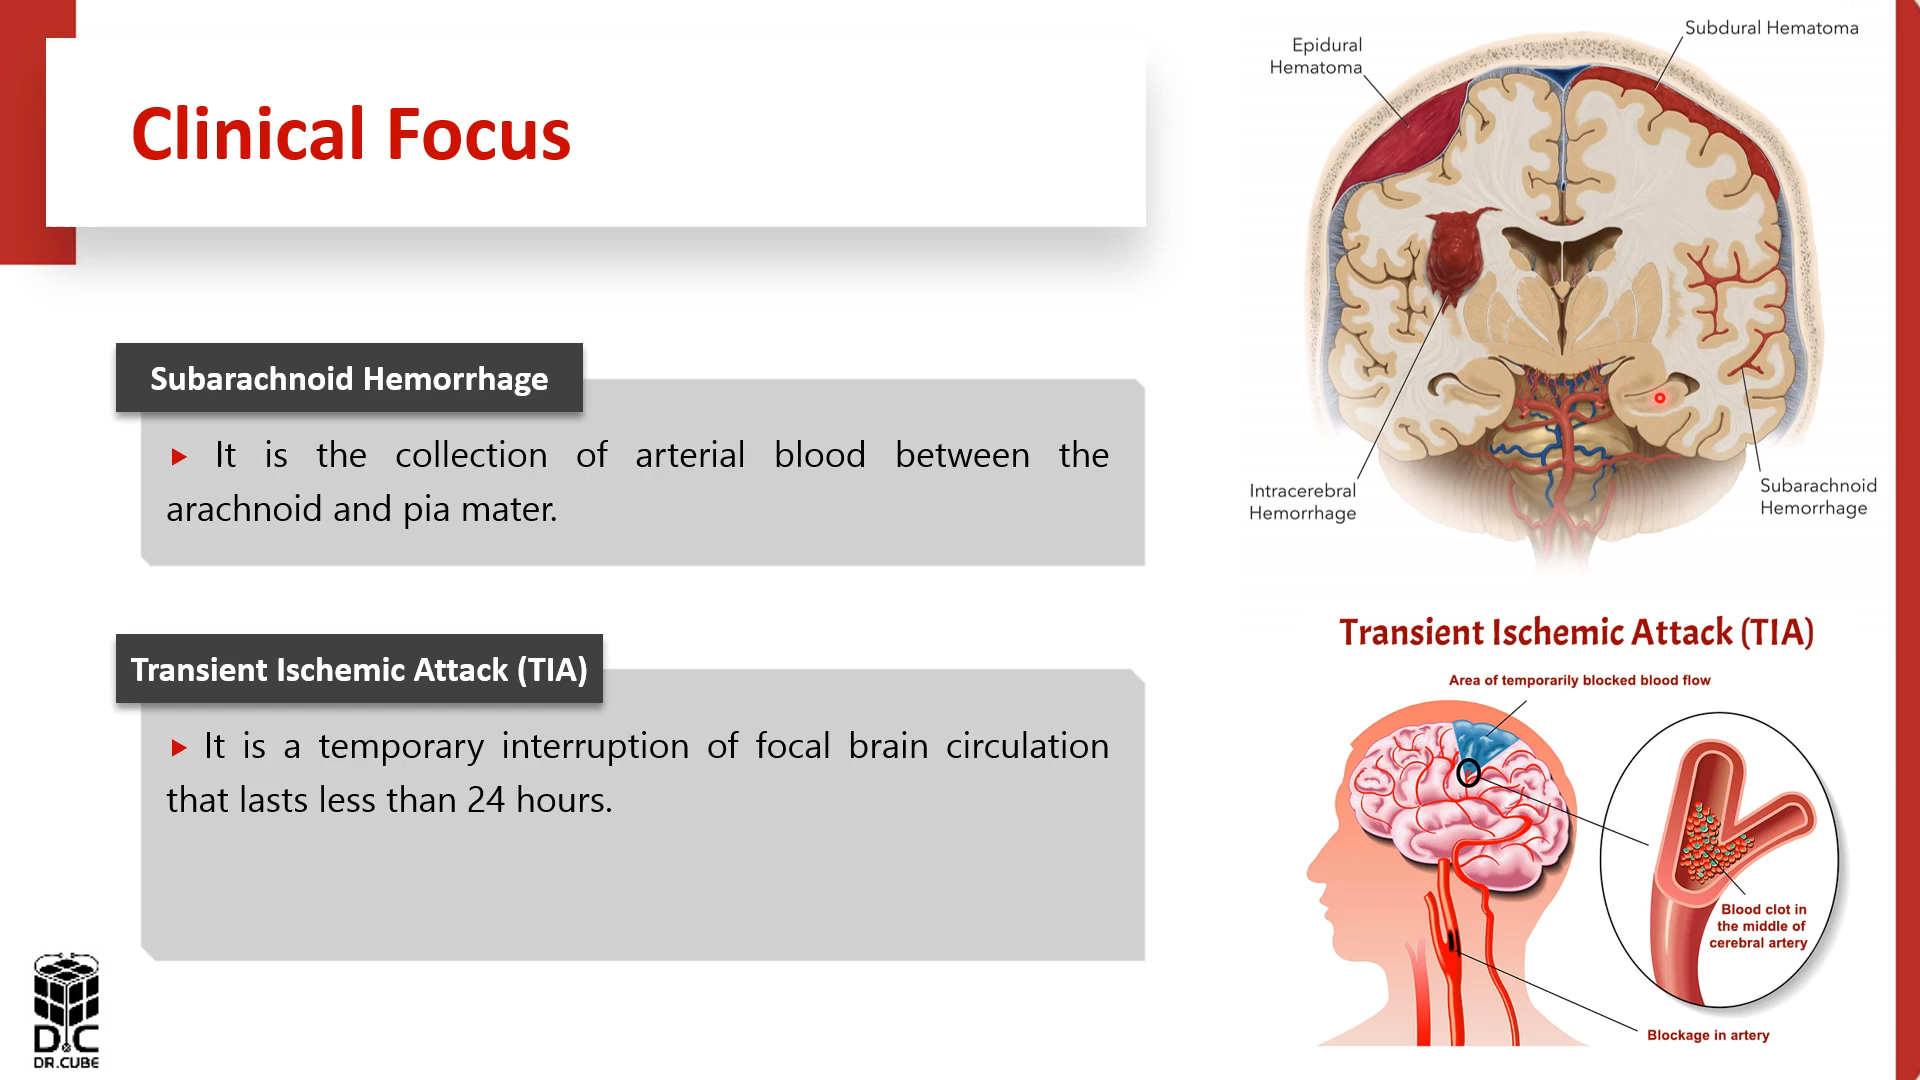 Clinical Focus
Subarachnoid Hemorrhage
It is the collection of arterial blood between the
arachnoid and pia mater.
Transient Ischemic Attack (TIA)
It is a temporary interruption of focal brain circulation
that lasts less than 24 hours.
D.C
DR.CUBE
Epidural
Hematoma
Subdural Hematoma
Intracerebral
Hemorrhage
Subarachnoid
Hemorrhage
Transient Ischemic Attack (TIA)
Area of temporarily blocked blood flow
Blood clot in
the middle of
cerebral artery
Blockage in artery